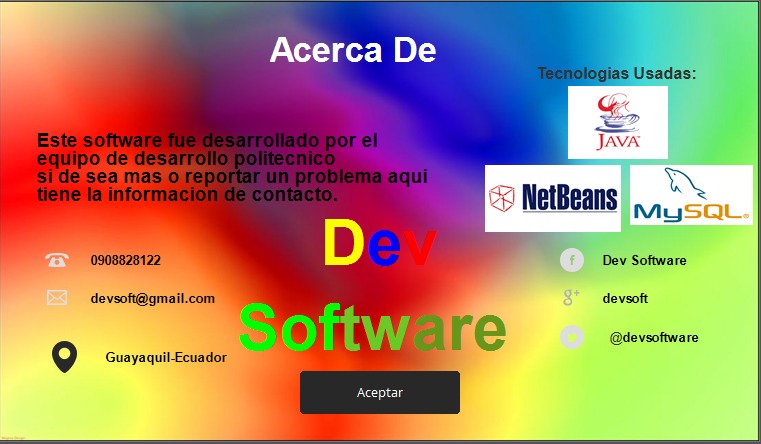 Acerca De
Tecnologias Usadas:
JAVA
Este software fue desarrollado por el
equipo de desarrollo politecnico
si de sea mas o reportar un problema aqui
tiene la informacion de contacto.
NetBeans
MySQL
Dev
Software
0908828122
devsoft@gmail.com
Guayaquil-Ecuador
Dev Software
devsoft
@devsoftware
Aceptar